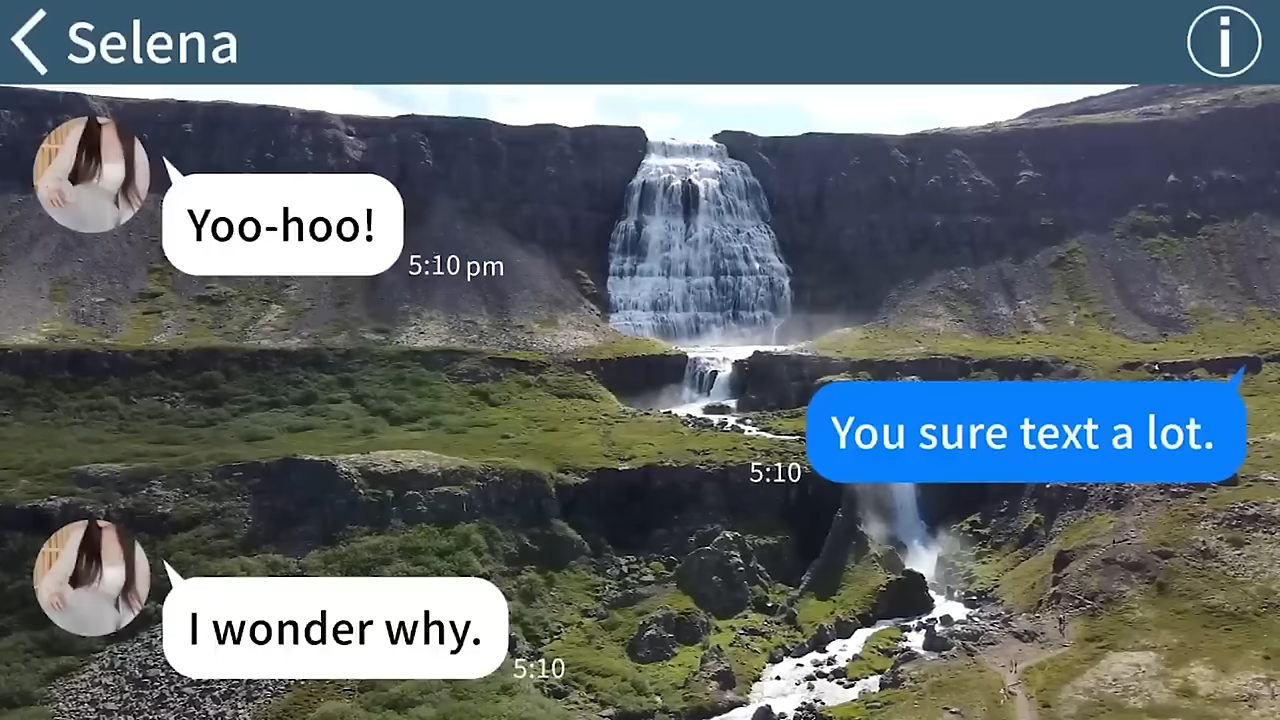 Selena
Yoo-hoo!
5:10 pm
You sure text a lot.
5:10
I wonder why.
5:10